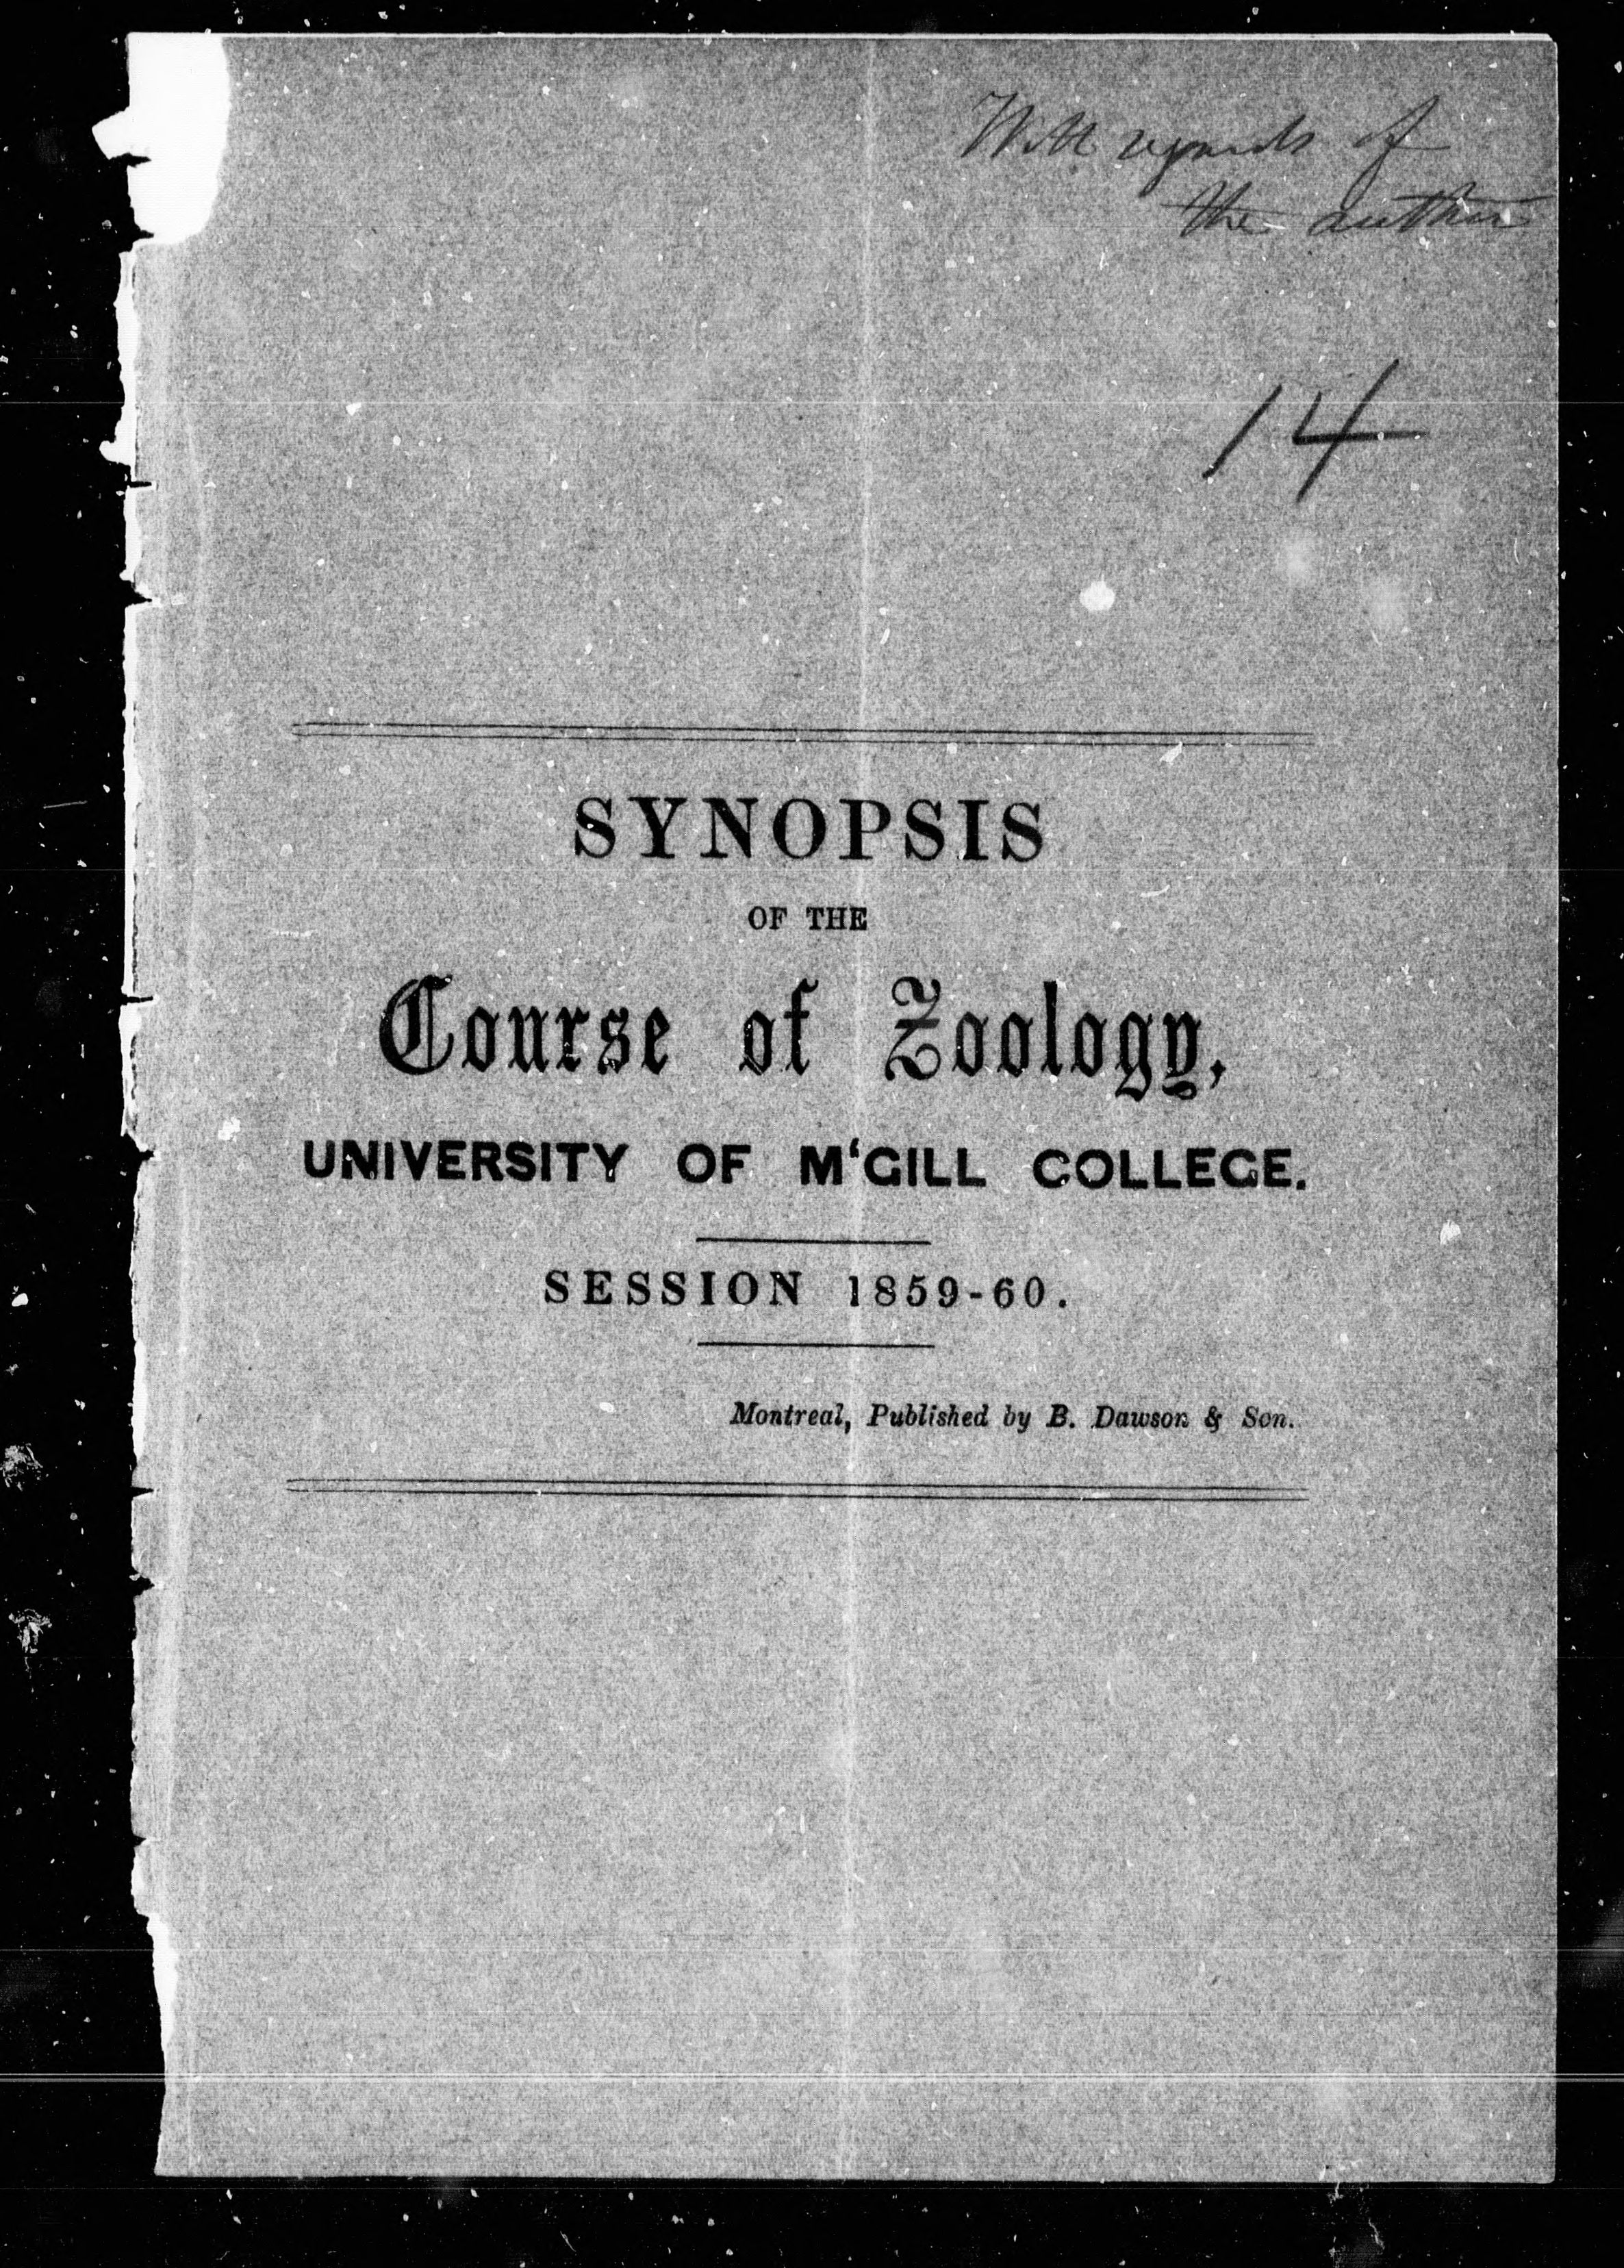 With regards of
the author
14
SYNOPSIS
OF THE
Course of Zoology,
UNIVERSITY OF M‘GILL COLLEGE.
SESSION 1859-60.
Montreal, Published by B. Dawson & Son.